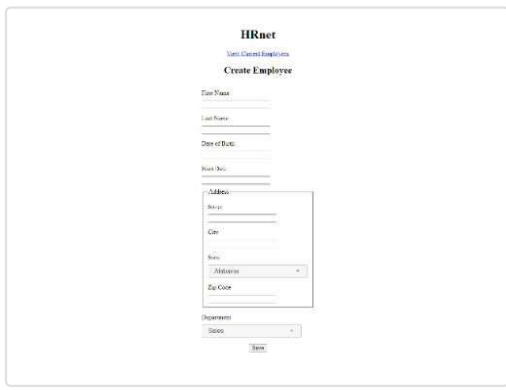 HRnet
View Current Employees
Create Employee
First Name
Last Name
Date of Birth
Start Date
Address
Street
City
State
Alabama
Zip Code
Department
Sales
Save